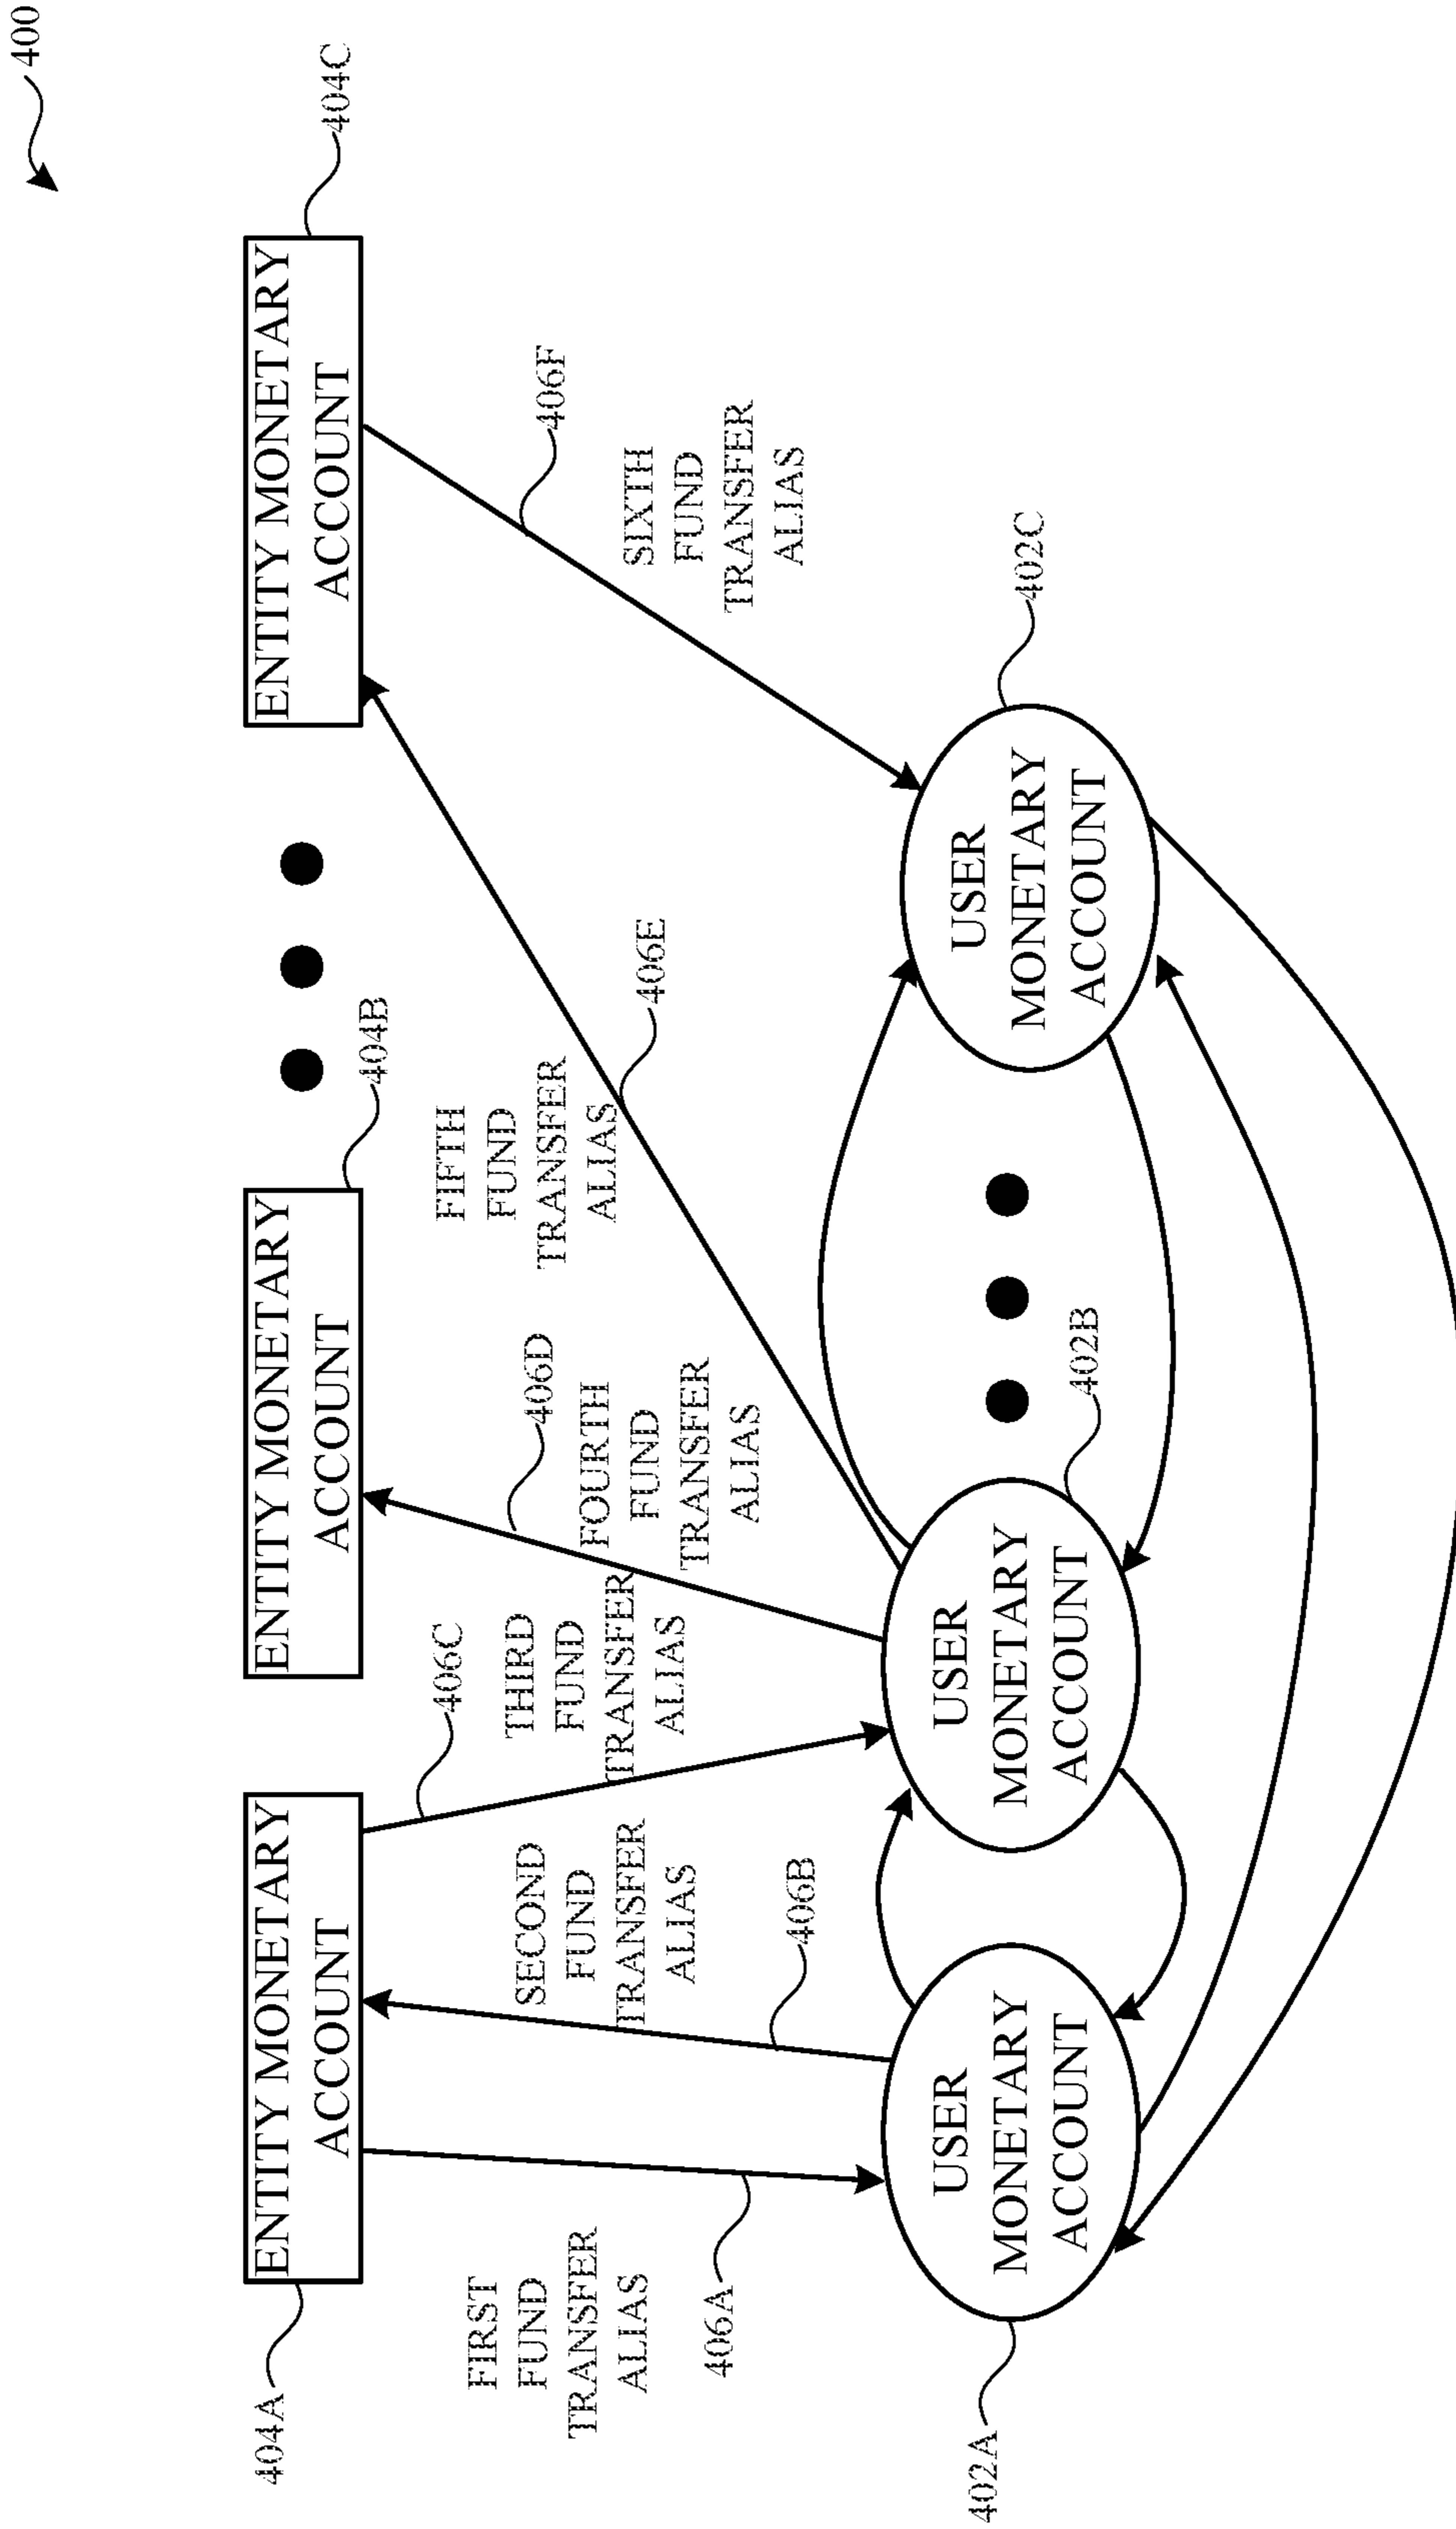 400
404A
ENTITY MONETARY
ACCOUNT
ENTITY MONETARY
ACCOUNT
404B
ENTITY MONETARY
ACCOUNT
404C
FIRST
FUND
TRANSFER
ALIAS
406A
SECOND
FUND
TRANSFER
ALIAS
406B
406C
THIRD
FUND
TRANSFER
ALIAS
406D
FOURTH
FUND
TRANSFER
ALIAS
FIFTH
FUND
TRANSFER
ALIAS
406E
406F
SIXTH
FUND
TRANSFER
ALIAS
402A
USER
MONETARY
ACCOUNT
USER
MONETARY
ACCOUNT
402B
USER
MONETARY
ACCOUNT
402C